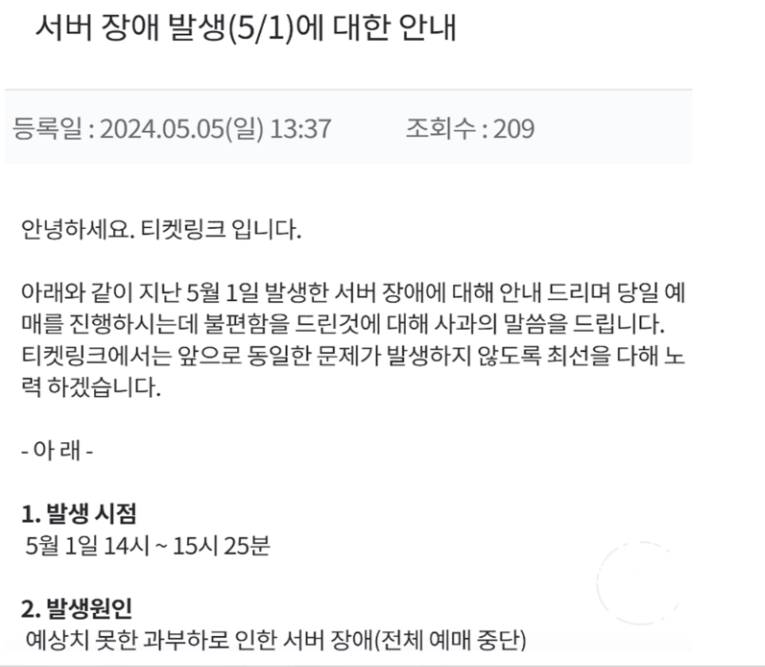 서버 장애 발생(5/1)에 대한 안내
등록일 : 2024.05.05(일) 13:37 조회수 : 209
안녕하세요. 티켓링크 입니다.
아래와 같이 지난 5월 1일 발생한 서버 장애에 대해 안내 드리며 당일 예
매를 진행하시는데 불편함을 드린것에 대해 사과의 말씀을 드립니다.
티켓링크에서는 앞으로 동일한 문제가 발생하지 않도록 최선을 다해 노
력 하겠습니다.
- 아 래 -
1. 발생 시점
5월 1일 14시 ~ 15시 25분
2. 발생원인
예상치 못한 과부하로 인한 서버 장애(전체 예매 중단)